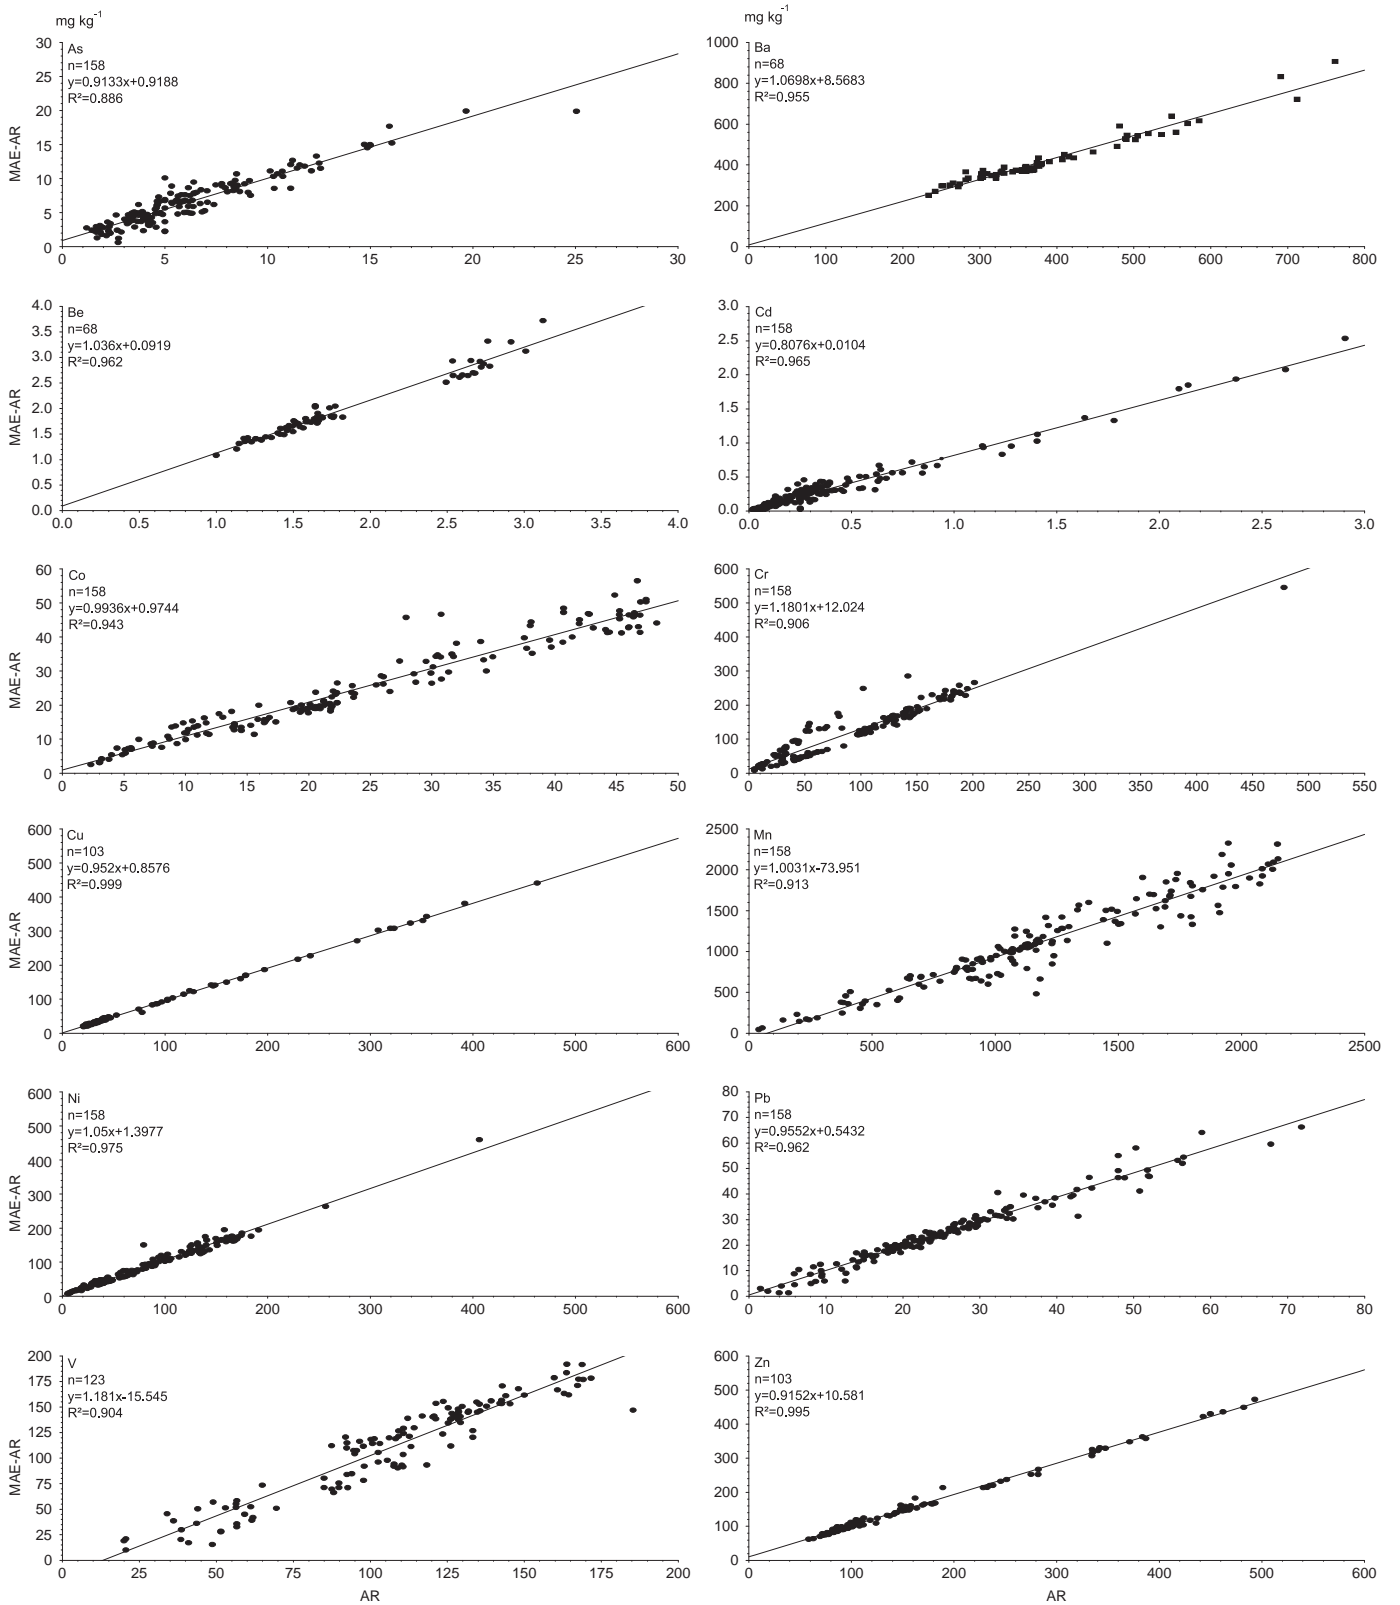 mg kg⁻¹
mg kg⁻¹
As
n=158
y=0.9133x+0.9188
R²=0.886
MAE-AR
30
25
20
15
10
5
0
0 5 10 15 20 25 30
Ba
n=68
y=1.0698x+8.5683
R²=0.955
1000
800
600
400
200
0
100 200 300 400 500 600 700 800
Be
n=68
y=1.036x+0.0919
R²=0.962
MAE-AR
4.0
3.5
3.0
2.5
2.0
1.5
1.0
0.5
0.0
0.0 0.5 1.0 1.5 2.0 2.5 3.0 3.5 4.0
Cd
n=158
y=0.8076x+0.0104
R²=0.965
3.0
2.5
2.0
1.5
1.0
0.5
0.0
0.0 0.5 1.0 1.5 2.0 2.5 3.0
Co
n=158
y=0.9936x+0.9744
R²=0.943
MAE-AR
60
50
40
30
20
10
0
0 5 10 15 20 25 30 35 40 45 50
Cr
n=158
y=1.1801x+12.024
R²=0.906
600
500
400
300
200
100
0
0 50 100 150 200 250 300 350 400 450 500 550
Cu
n=103
y=0.952x+0.8576
R²=0.999
MAE-AR
600
500
400
300
200
100
0
0 100 200 300 400 500 600
Mn
n=158
y=1.0031x-73.951
R²=0.913
2500
2000
1500
1000
500
0
0 500 1000 1500 2000 2500
Ni
n=158
y=1.05x+1.3977
R²=0.975
MAE-AR
600
500
400
300
200
100
0
0 100 200 300 400 500 600
Pb
n=158
y=0.9552x+0.5432
R²=0.962
80
70
60
50
40
30
20
10
0
0 10 20 30 40 50 60 70 80
V
n=123
y=1.181x-15.545
R²=0.904
MAE-AR
200
175
150
125
100
75
50
25
0
0 25 50 75 100 125 150 175 200
AR
Zn
n=103
y=0.9152x+10.581
R²=0.995
600
500
400
300
200
100
0
0 100 200 300 400 500 600
AR